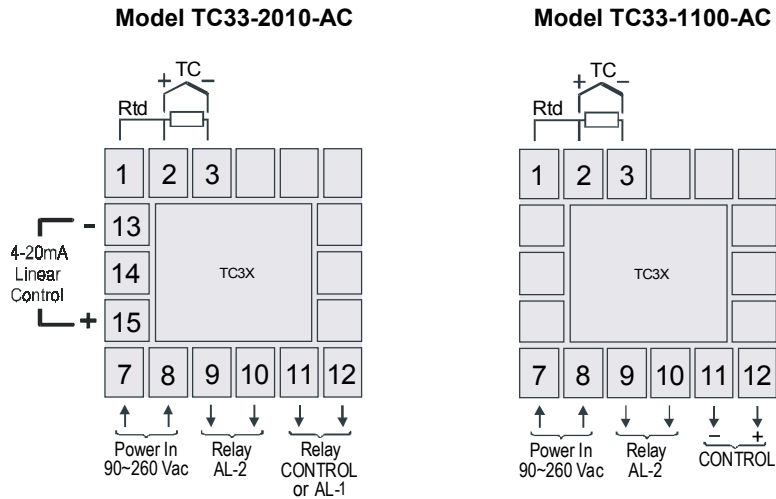 Model TC33-2010-AC
+ TC −
Rtd
1 2 3
13
14
15
-
4-20mA
Linear
Control
+
TC3X
7 8 9 10 11 12
Power In
90~260 Vac
Relay
AL-2
Relay
CONTROL
or AL-1
Model TC33-1100-AC
+ TC −
Rtd
1 2 3
TC3X
7 8 9 10 11 12
Power In
90~260 Vac
Relay
AL-2
− +
CONTROL